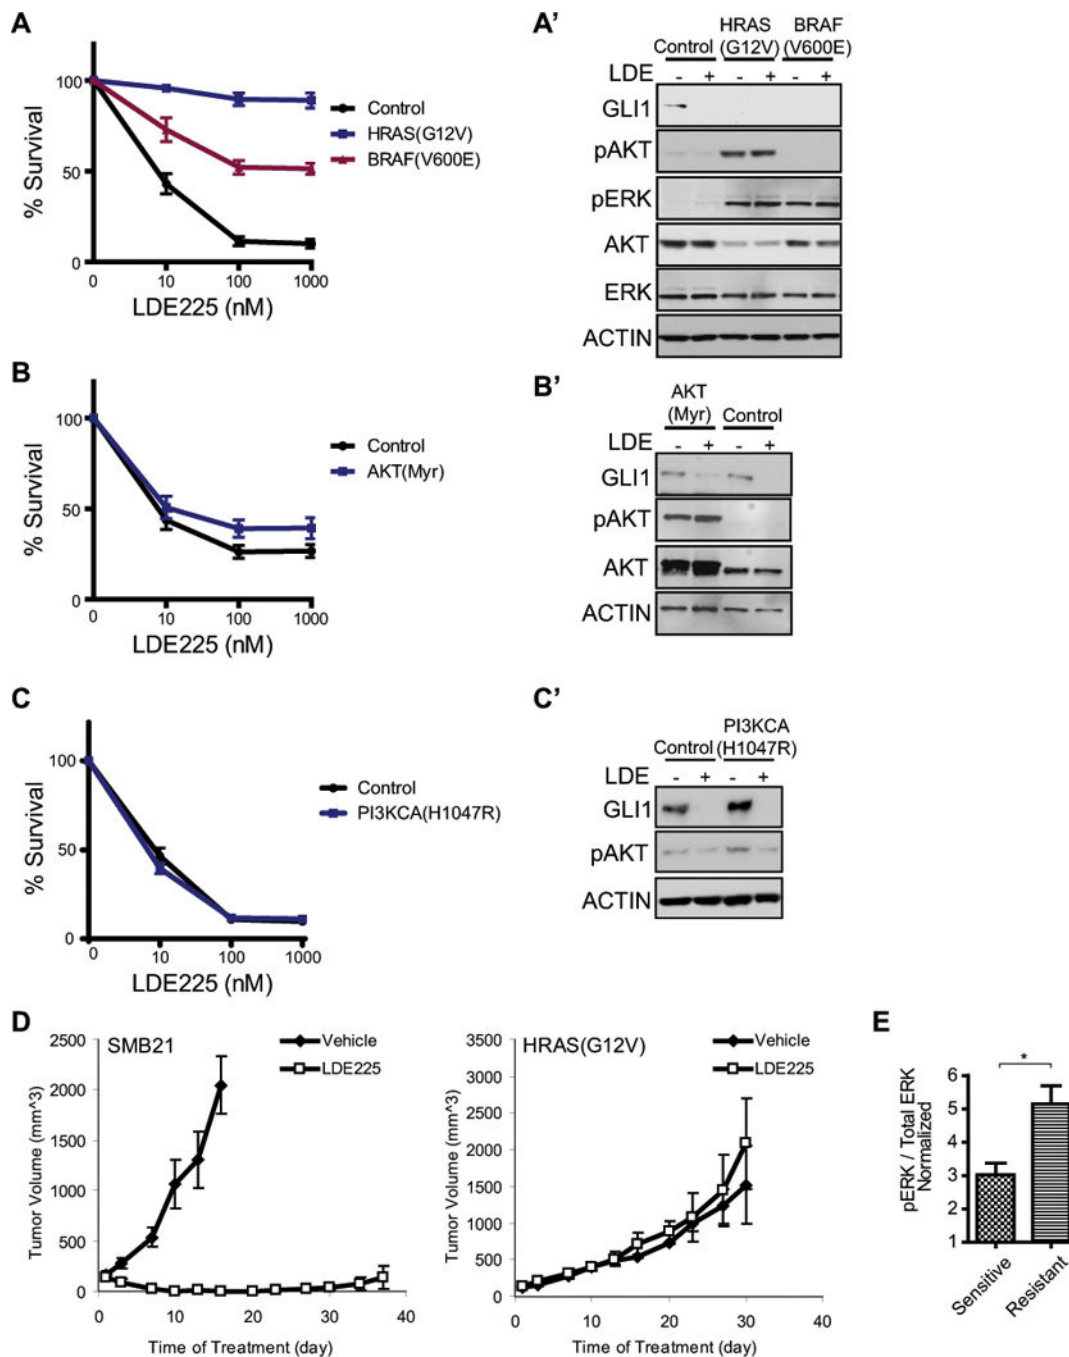 A
% Survival
100
50
0
0 10 100 1000
LDE225 (nM)
Control
HRAS(G12V)
BRAF(V600E)
A'
HRAS BRAF
Control (G12V) (V600E)
LDE - + - + - +
GLI1
pAKT
pERK
AKT
ERK
ACTIN
B
% Survival
100
50
0
0 10 100 1000
LDE225 (nM)
Control
AKT(Myr)
B'
AKT
(Myr) Control
LDE - + - +
GLI1
pAKT
AKT
ACTIN
C
% Survival
100
50
0
0 10 100 1000
LDE225 (nM)
Control
PI3KCA(H1047R)
C'
PI3KCA
Control (H1047R)
LDE - + - +
GLI1
pAKT
ACTIN
D
SMB21
Vehicle
LDE225
Tumor Volume (mm^3)
2500
2000
1500
1000
500
0
0 10 20 30 40
Time of Treatment (day)
HRAS(G12V)
Vehicle
LDE225
Tumor Volume (mm^3)
3500
3000
2500
2000
1500
1000
500
0
0 10 20 30 40
Time of Treatment (day)
E
pERK / Total ERK
Normalized
*
6
5
4
3
2
1
Sensitive
Resistant